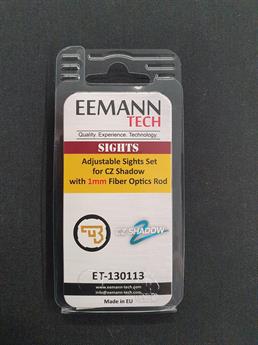 EEMANN
TECH
Quality. Experience. Technology.
SIGHTS
Adjustable Sights Set
for CZ Shadow
with 1mm Fiber Optics Rod
CZ SHADOW 2
ET-130113
www.eemann-tech.com
info@eemann-tech.com
Made in EU